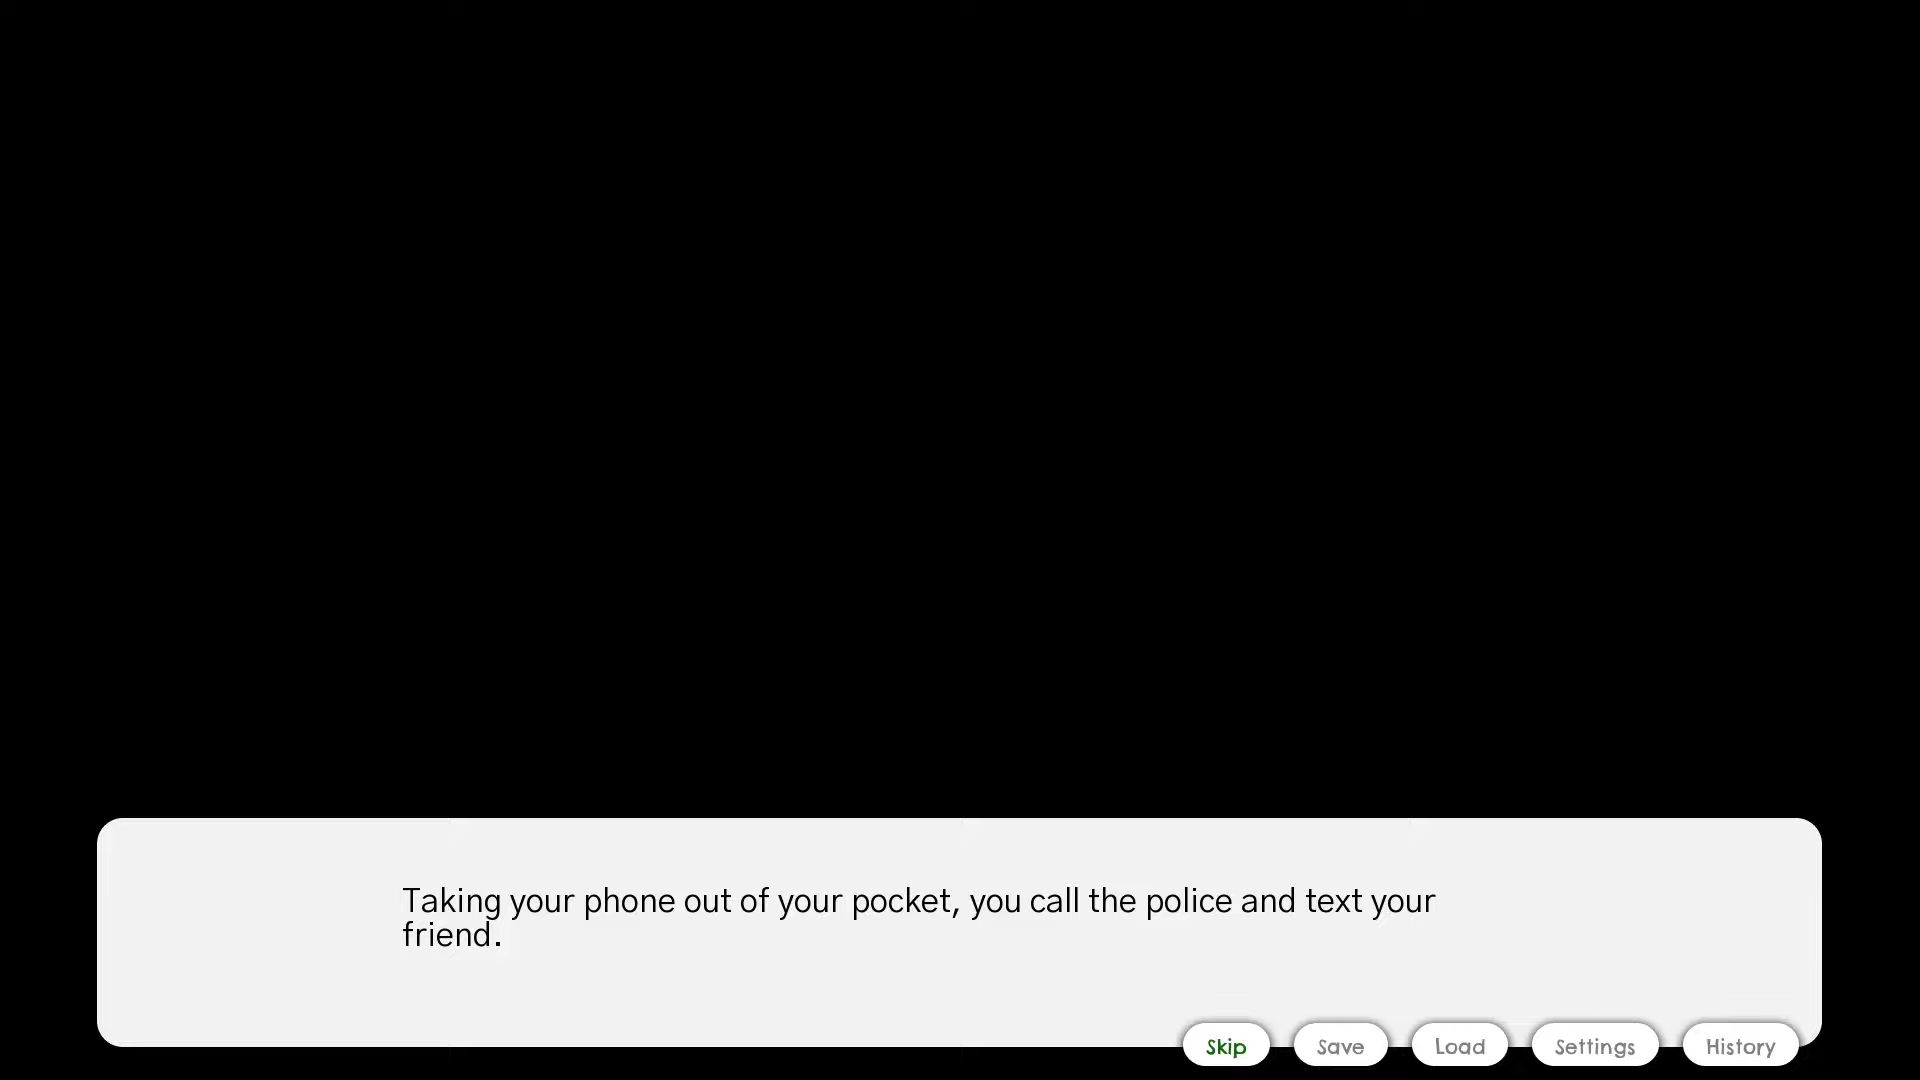 Taking your phone out of your pocket, you call the police and text your
friend.
Skip Save Load Settings History